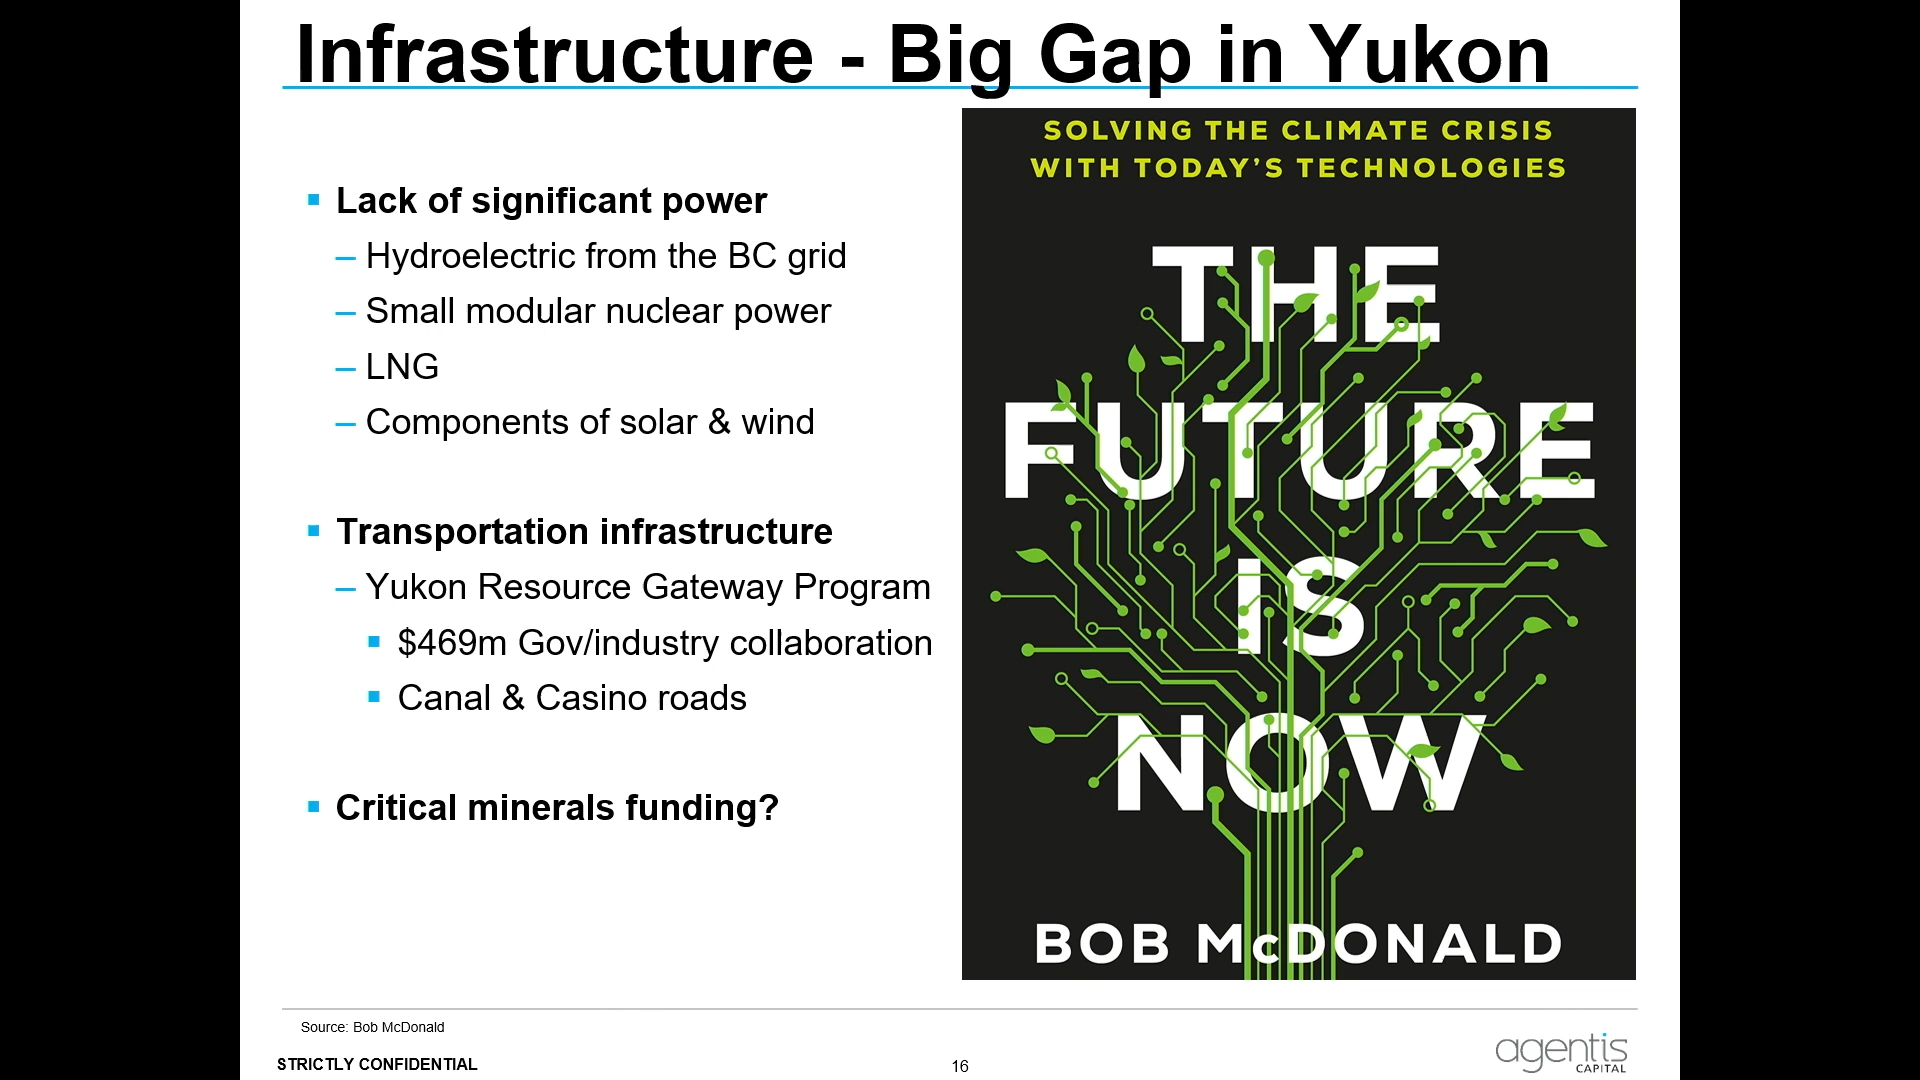 Infrastructure - Big Gap in Yukon
▪ Lack of significant power
– Hydroelectric from the BC grid
– Small modular nuclear power
– LNG
– Components of solar & wind
▪ Transportation infrastructure
– Yukon Resource Gateway Program
▪ $469m Gov/industry collaboration
▪ Canal & Casino roads
▪ Critical minerals funding?
SOLVING THE CLIMATE CRISIS
WITH TODAY'S TECHNOLOGIES
THE
FUTURE
IS
NOW
BOB McDONALD
Source: Bob McDonald
STRICTLY CONFIDENTIAL
16
agentis
CAPITAL